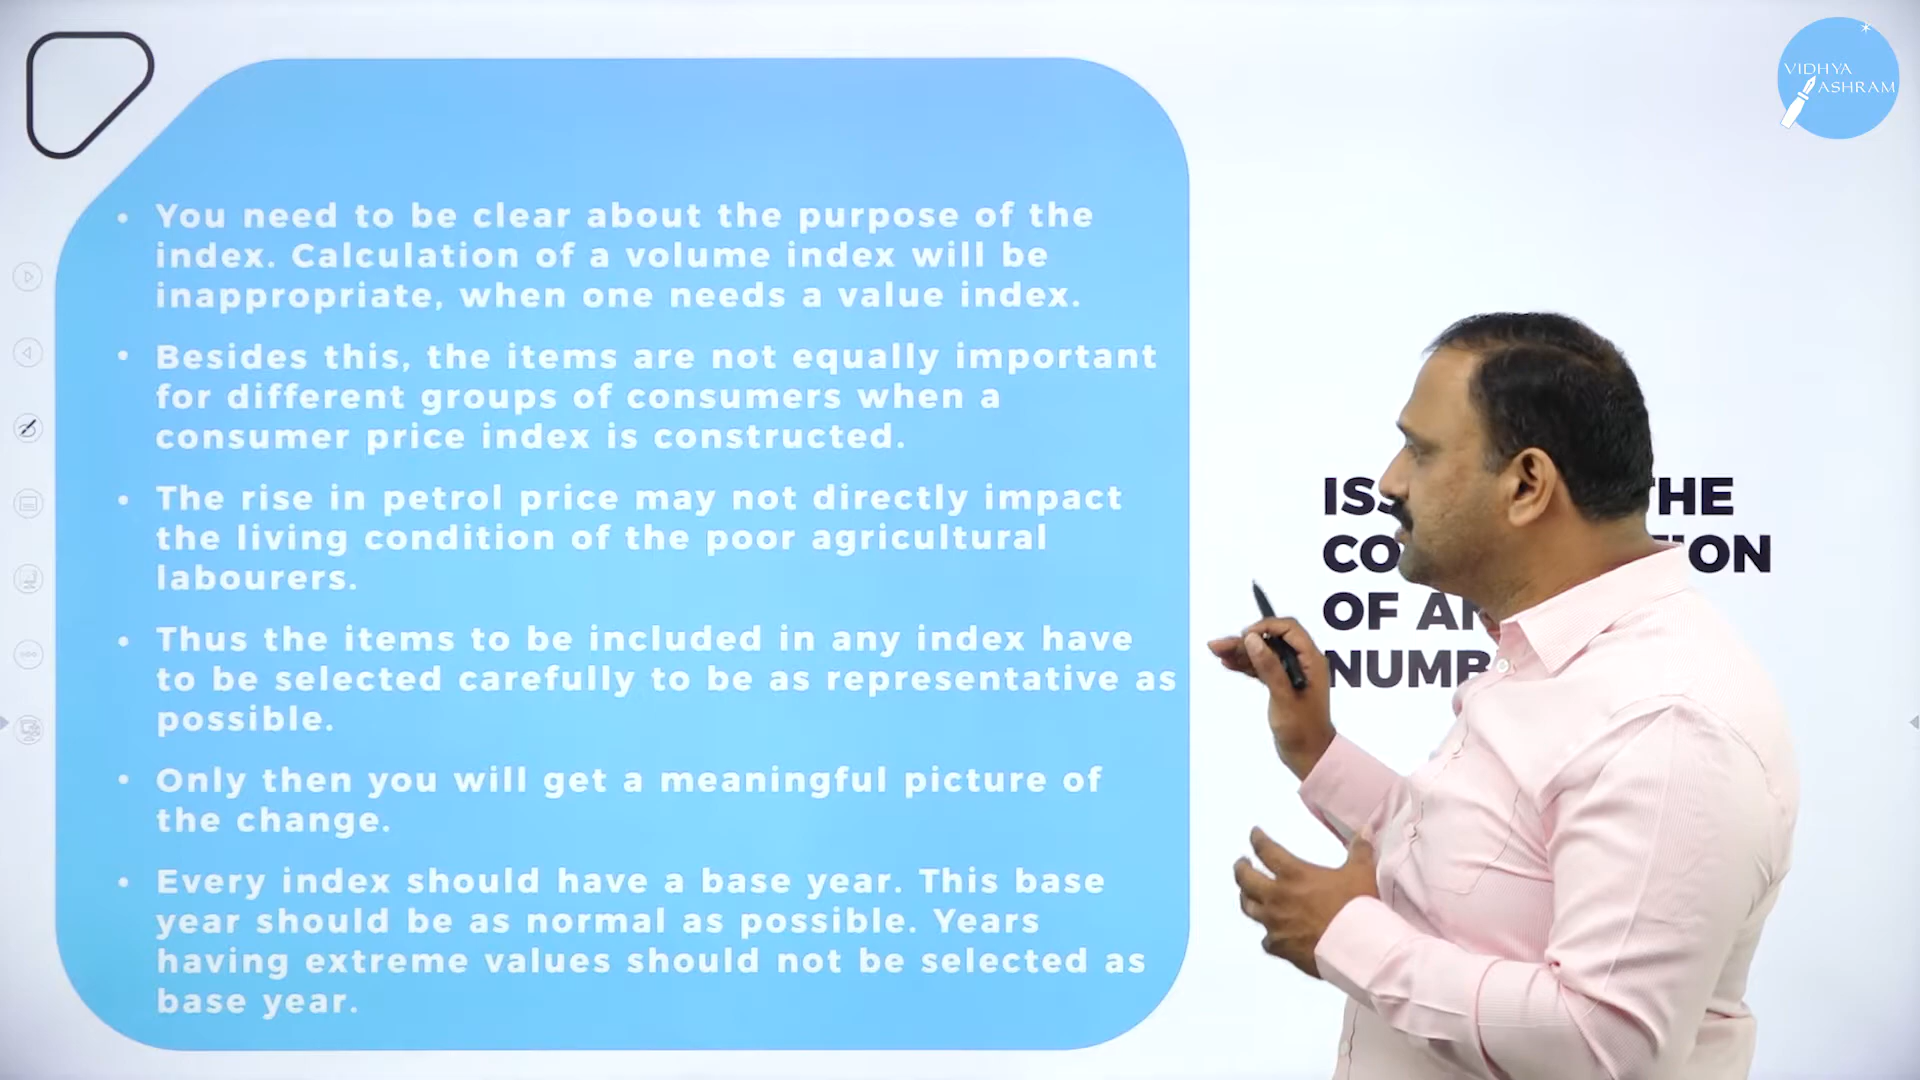 VIDHYA
ASHRAM
• You need to be clear about the purpose of the
index. Calculation of a volume index will be
inappropriate, when one needs a value index.
• Besides this, the items are not equally important
for different groups of consumers when a
consumer price index is constructed.
• The rise in petrol price may not directly impact
the living condition of the poor agricultural
labourers.
• Thus the items to be included in any index have
to be selected carefully to be as representative as
possible.
• Only then you will get a meaningful picture of
the change.
• Every index should have a base year. This base
year should be as normal as possible. Years
having extreme values should not be selected as
base year.
OF